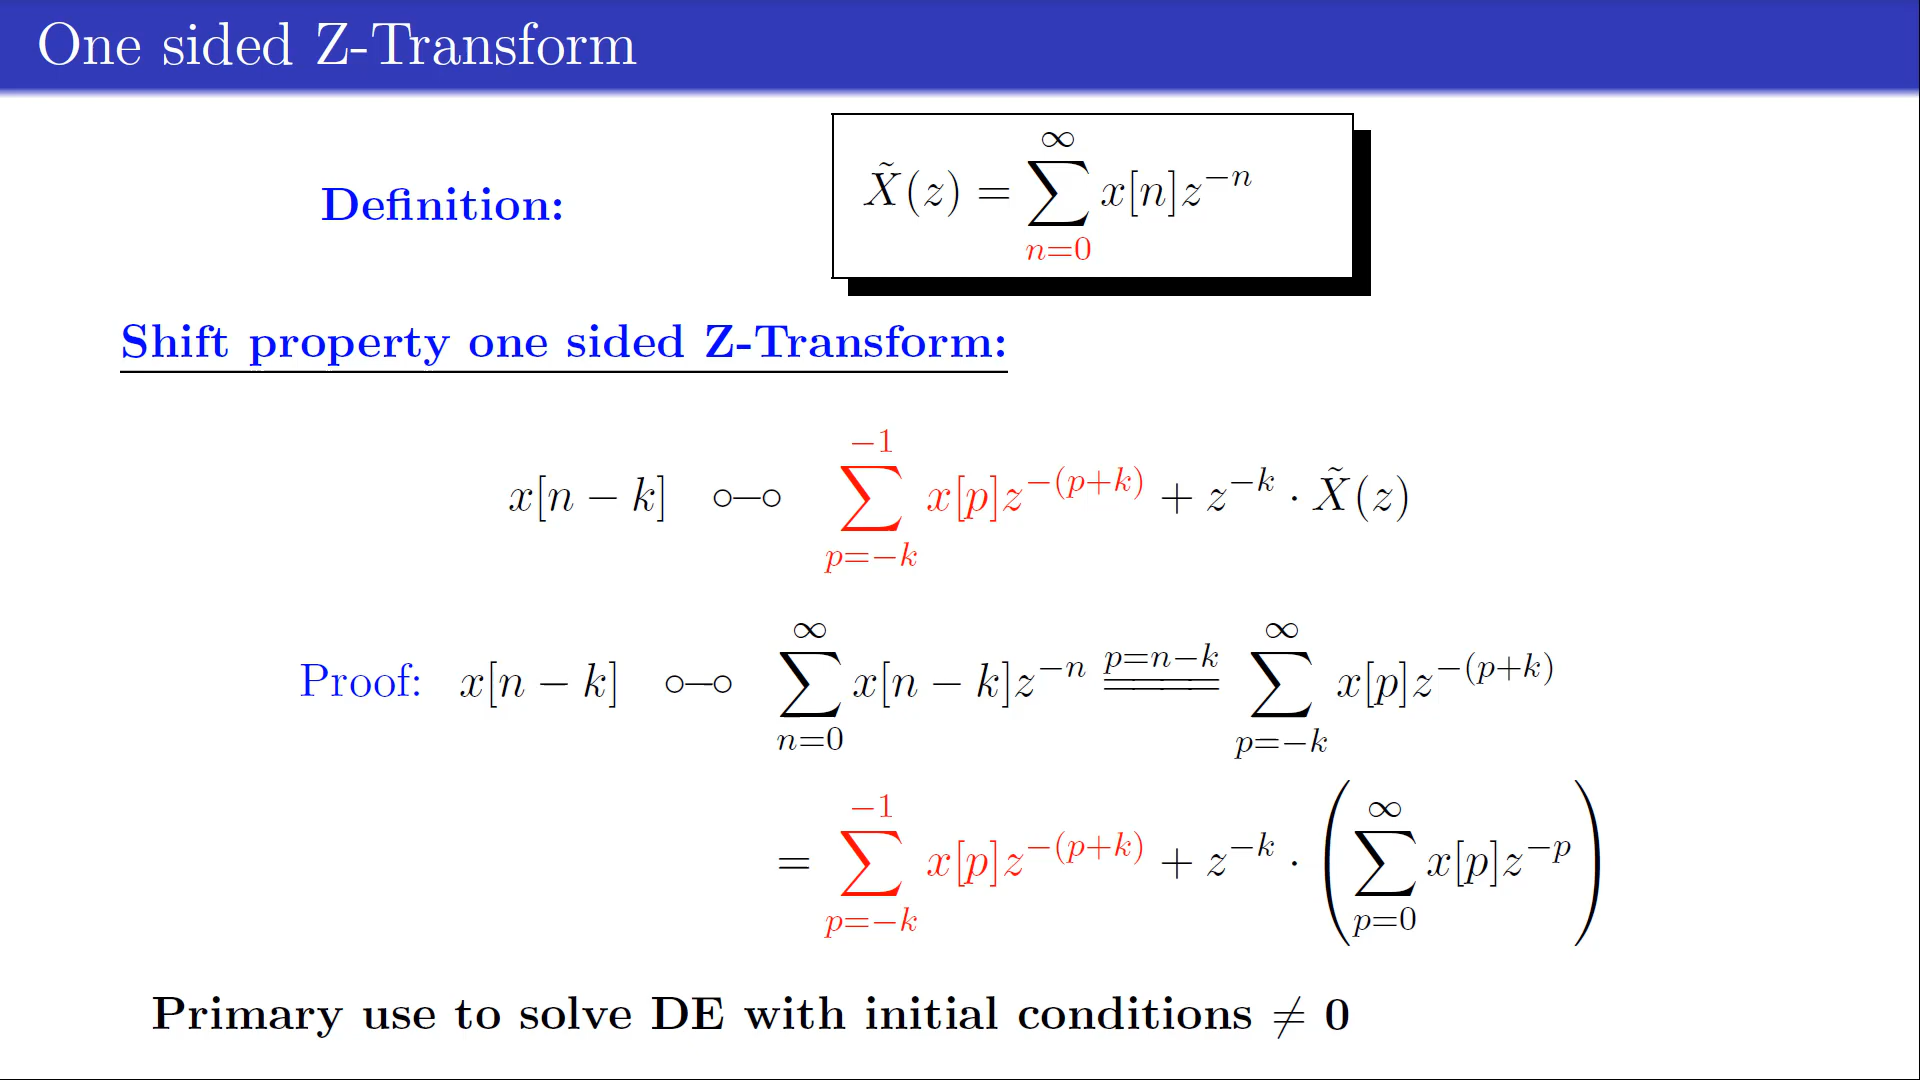 One sided Z-Transform
Definition: X̃(z) = ∑_{n=0}^{∞} x[n]z^{−n}
Shift property one sided Z-Transform:
x[n − k] ○–○ ∑_{p=−k}^{−1} x[p]z^{−(p+k)} + z^{−k} · X̃(z)
Proof: x[n − k] ○–○ ∑_{n=0}^{∞} x[n − k]z^{−n} =^{p=n−k} ∑_{p=−k}^{∞} x[p]z^{−(p+k)}
= ∑_{p=−k}^{−1} x[p]z^{−(p+k)} + z^{−k} · (∑_{p=0}^{∞} x[p]z^{−p})
Primary use to solve DE with initial conditions ≠ 0